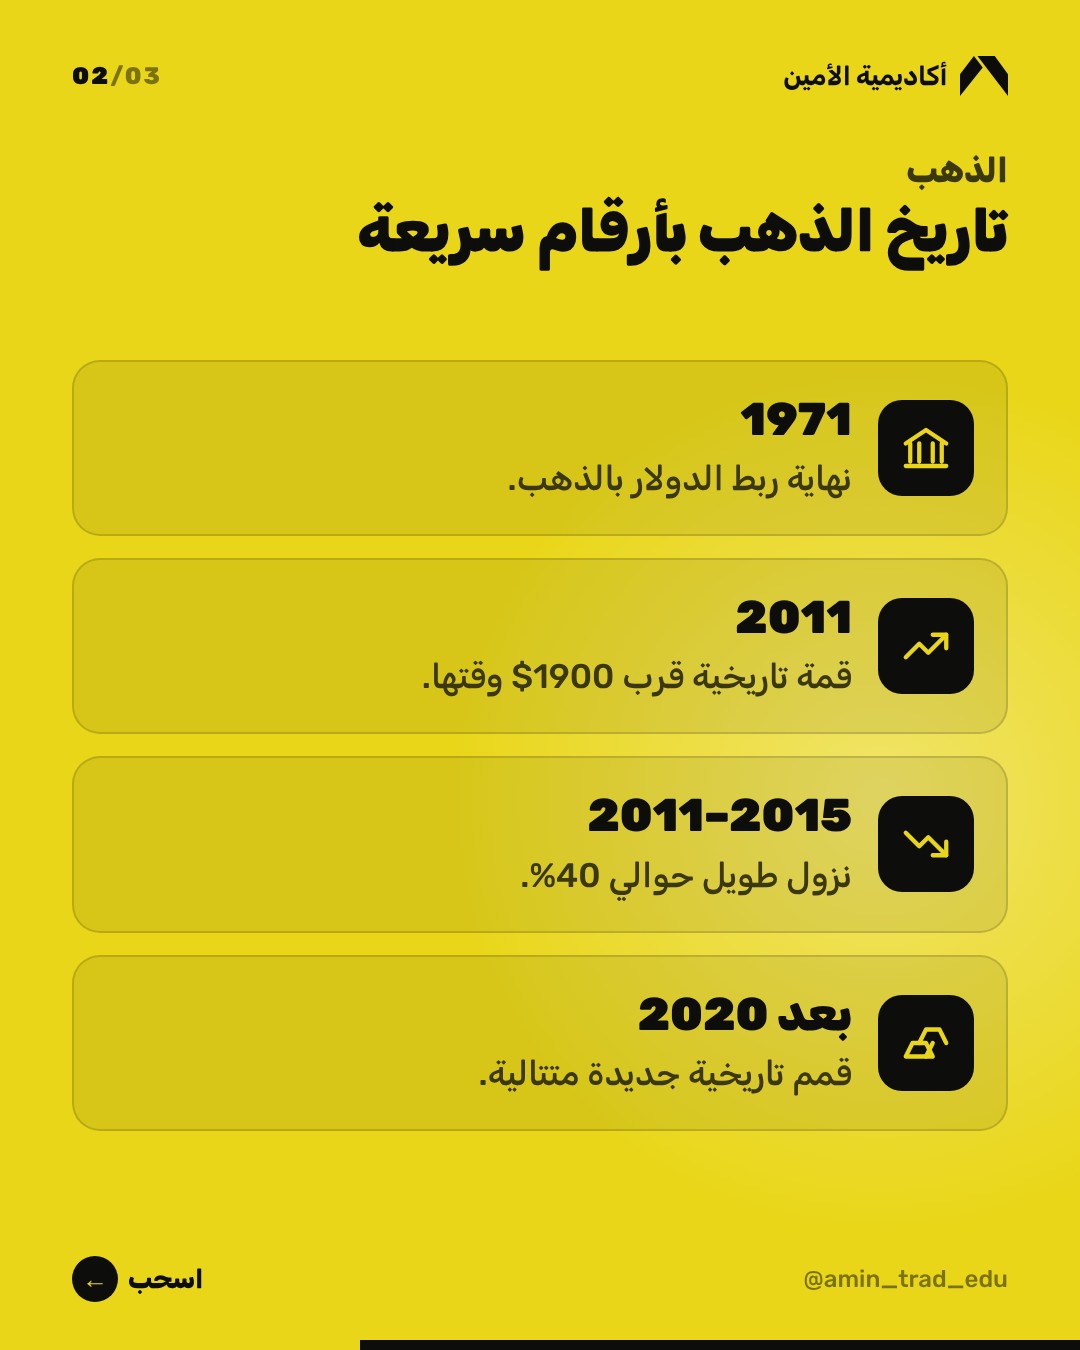 أكاديمية الأمين
02/03
الذهب
تاريخ الذهب بأرقام سريعة
1971
نهاية ربط الدولار بالذهب.
2011
قمة تاريخية قرب 1900$ وقتها.
2011–2015
نزول طويل حوالي 40%.
بعد 2020
قمم تاريخية جديدة متتالية.
@amin_trad_edu
اسحب ←